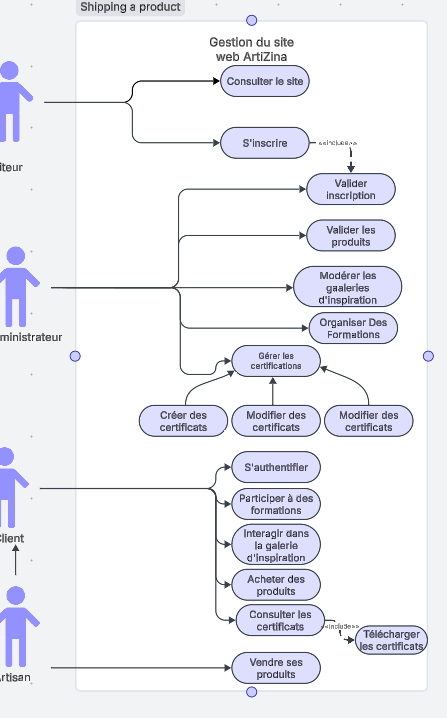 Shipping a product
Gestion du site
web ArtiZina
Consulter le site
iteur
S'inscrire
«include»
Valider
inscription
Valider les
produits
Modérer les
gaaleries
d'inspiration
ministrateur
Organiser Des
Formations
Gérer les
certifications
Créer des
certificats
Modifier des
certificats
Modifier des
certificats
S'authentifier
Participer à des
formations
Client
Interagir dans
la galerie
d'inspiration
Acheter des
produits
Consulter les
certificats
«include»
Télécharger
les certificats
Vendre ses
produits
Artisan